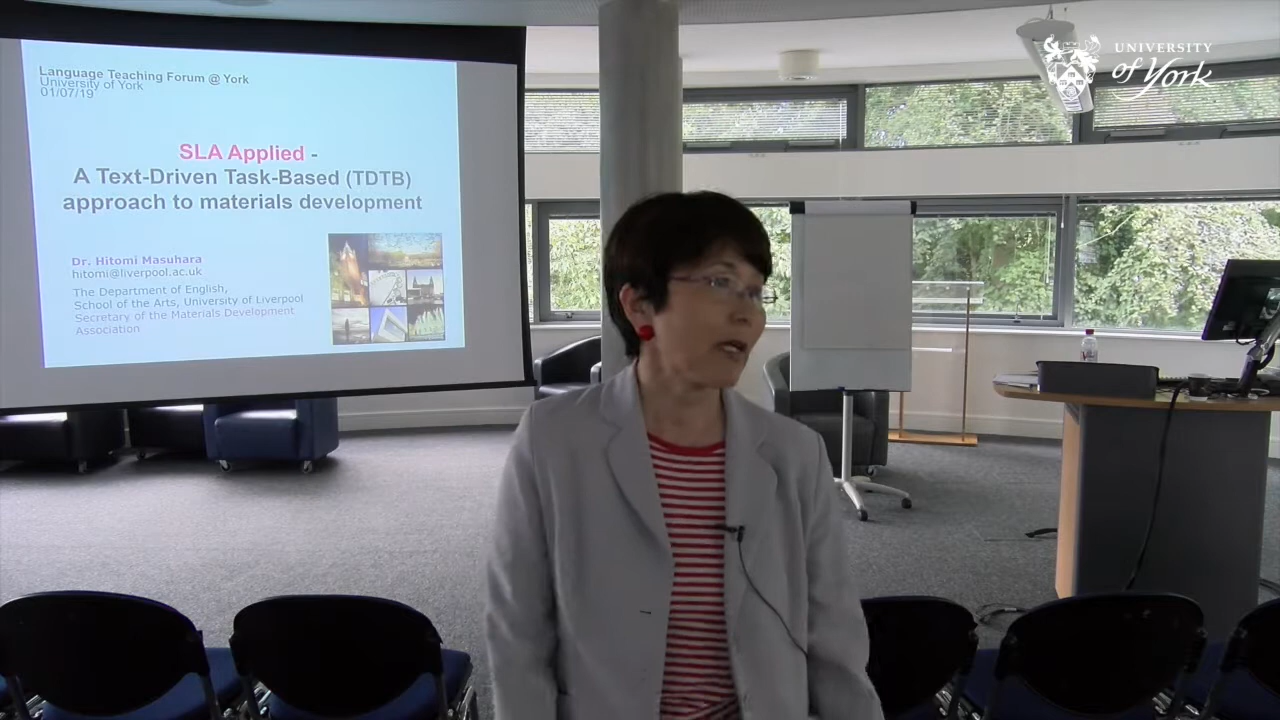 Language Teaching Forum @ York
University of York
01/07/19
SLA Applied -
A Text-Driven Task-Based (TDTB)
approach to materials development
Dr. Hitomi Masuhara
hitomi@liverpool.ac.uk
The Department of English,
School of the Arts, University of Liverpool
Secretary of the Materials Development
Association
UNIVERSITY
of York